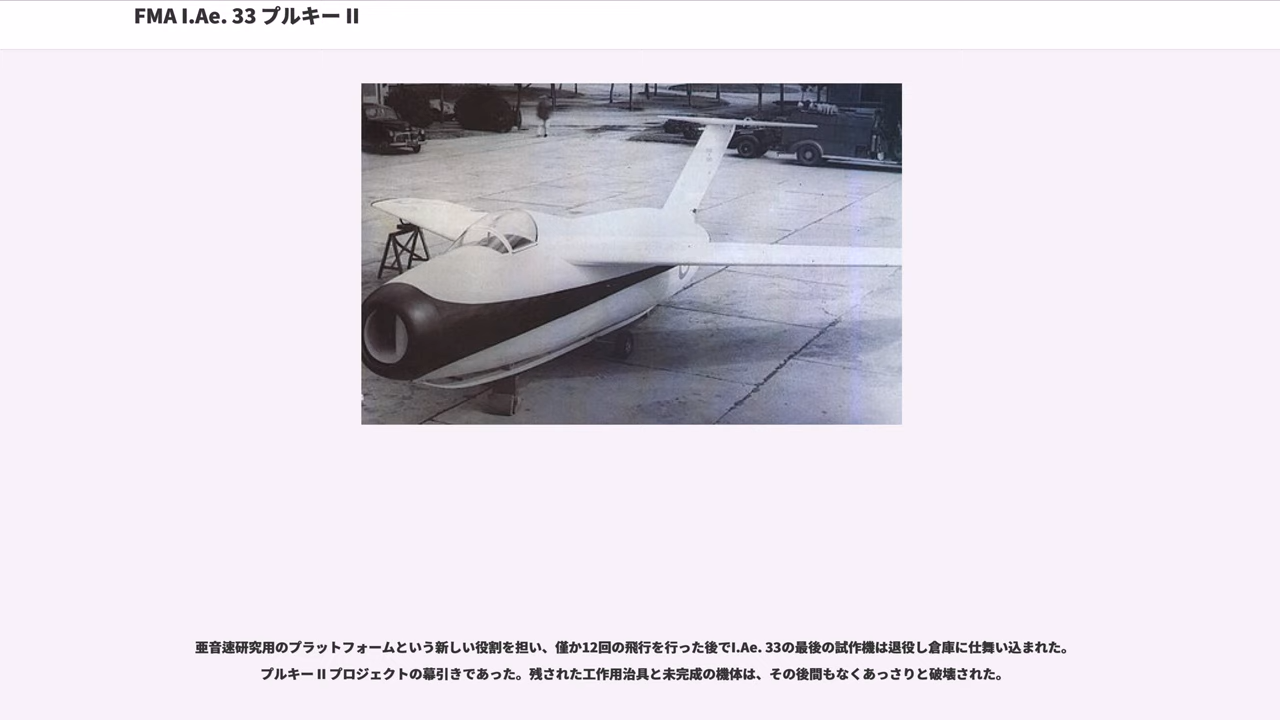 FMA I.Ae. 33 プルキー II
亜音速研究用のプラットフォームという新しい役割を担い、僅か12回の飛行を行った後でI.Ae. 33の最後の試作機は退役し倉庫に仕舞い込まれた。
プルキー II プロジェクトの幕引きであった。残された工作用治具と未完成の機体は、その後間もなくあっさりと破壊された。